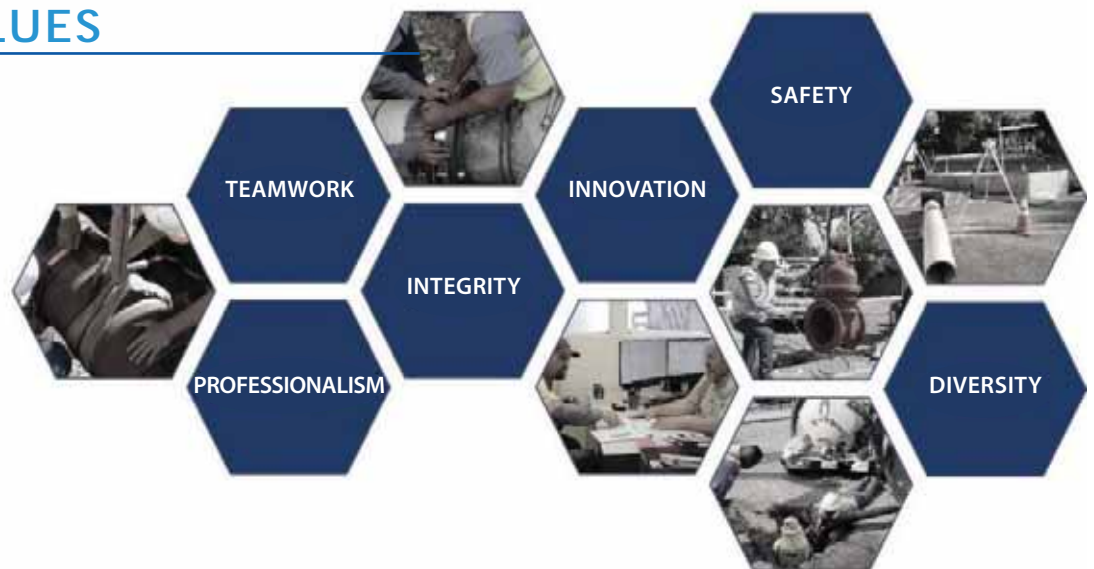 LUES
SAFETY
TEAMWORK
INNOVATION
INTEGRITY
PROFESSIONALISM
DIVERSITY